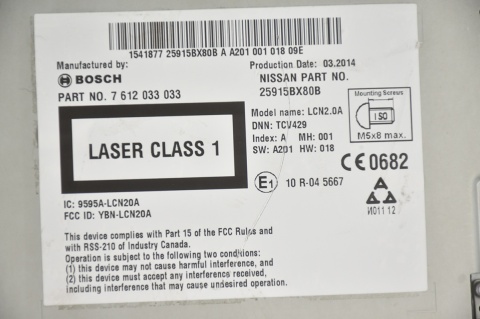 1541877 25915BX80B A A201 001 018 09E
Manufactured by:
BOSCH
PART NO. 7 612 033 033
Production Date: 03.2014
NISSAN PART NO.
25915BX80B
LASER CLASS 1
Model name: LCN2.0A
DNN: TCV429
Index: A MH: 001
SW: A201 HW: 018
Mounting Screws
ISO
M5x8 max.
CE0682
E1 10 R-04 5667
И011 12
IC: 9595A-LCN20A
FCC ID: YBN-LCN20A
This device complies with Part 15 of the FCC Rules and
with RSS-210 of Industry Canada.
Operation is subject to the following two conditions:
(1) this device may not cause harmful interference, and
(2) this device must accept any interference received,
including interference that may cause undesired operation.